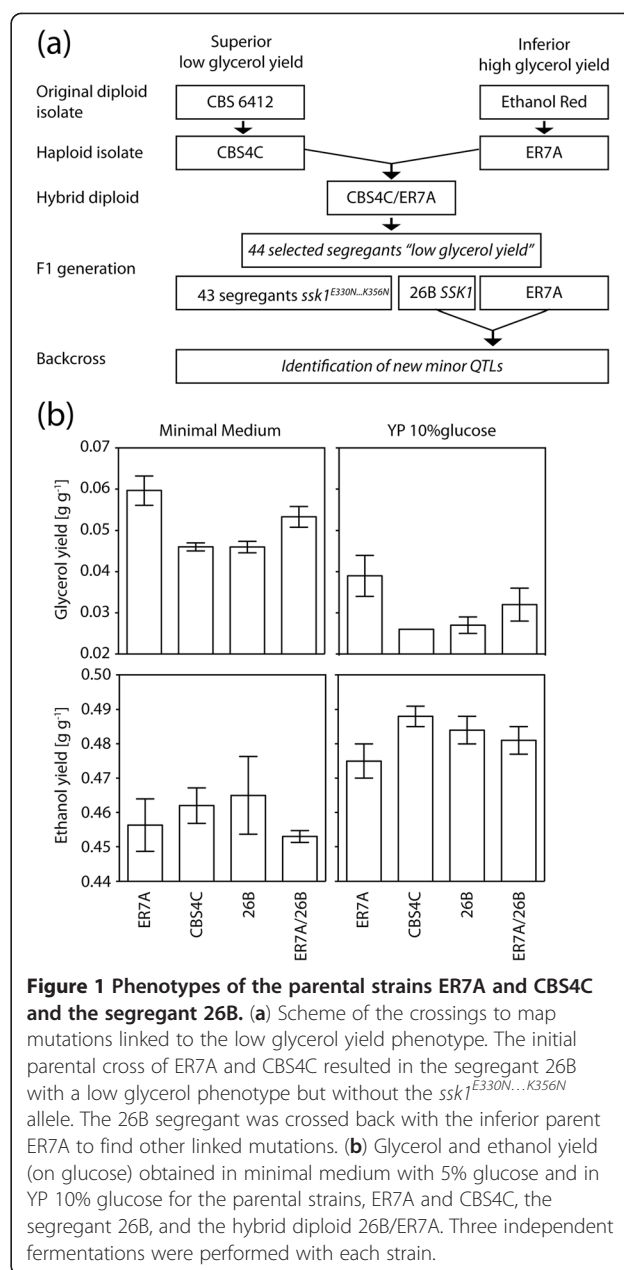 (a)
Superior
low glycerol yield
Inferior
high glycerol yield
Original diploid
isolate
CBS 6412
Ethanol Red
Haploid isolate
CBS4C
ER7A
Hybrid diploid
CBS4C/ER7A
44 selected segregants "low glycerol yield"
F1 generation
43 segregants ssk1E330N...K356N
26B SSK1
ER7A
Backcross
Identification of new minor QTLs
(b)
Minimal Medium
YP 10%glucose
Glycerol yield [g g-1]
0.07
0.06
0.05
0.04
0.03
0.02
Ethanol yield [g g-1]
0.50
0.49
0.48
0.47
0.46
0.45
0.44
ER7A
CBS4C
26B
ER7A/26B
ER7A
CBS4C
26B
ER7A/26B
Figure 1 Phenotypes of the parental strains ER7A and CBS4C
and the segregant 26B. (a) Scheme of the crossings to map
mutations linked to the low glycerol yield phenotype. The initial
parental cross of ER7A and CBS4C resulted in the segregant 26B
with a low glycerol phenotype but without the ssk1E330N...K356N
allele. The 26B segregant was crossed back with the inferior parent
ER7A to find other linked mutations. (b) Glycerol and ethanol yield
(on glucose) obtained in minimal medium with 5% glucose and in
YP 10% glucose for the parental strains, ER7A and CBS4C, the
segregant 26B, and the hybrid diploid 26B/ER7A. Three independent
fermentations were performed with each strain.